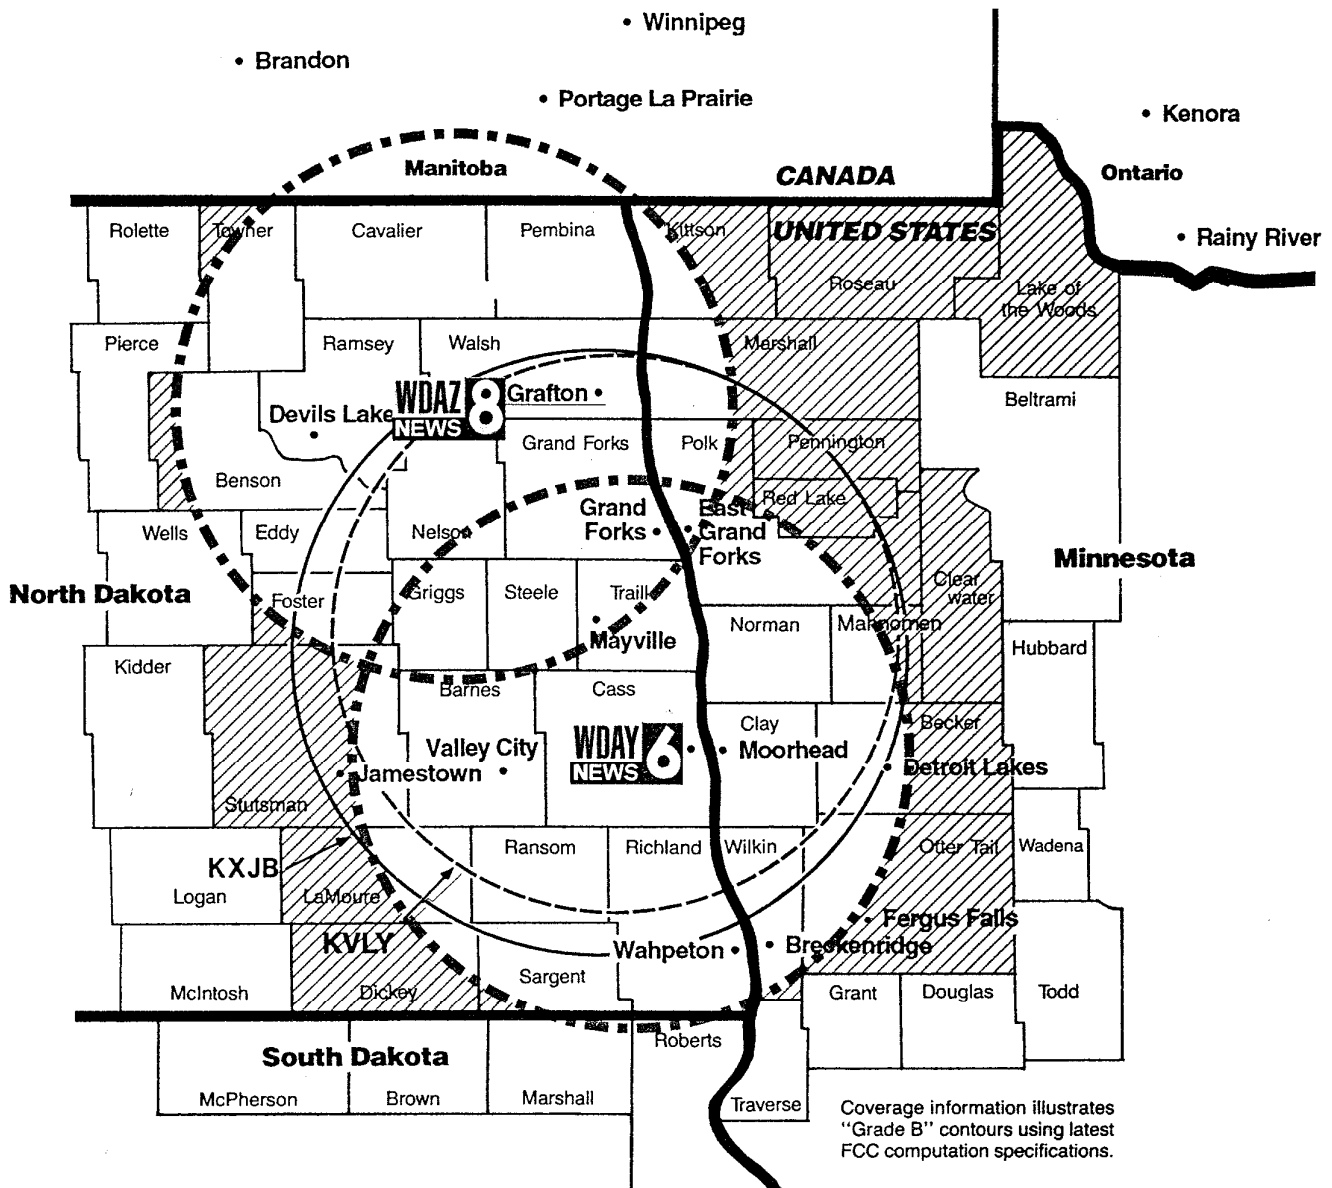 Winnipeg
Brandon
Portage La Prairie
Kenora
Manitoba
CANADA
Ontario
Rolette
Towner
Cavalier
Pembina
Kittson
UNITED STATES
Rainy River
Roseau
Lake of
the Woods
Pierce
Ramsey
Walsh
Marshall
WDAZ 8
NEWS
Grafton
Beltrami
Devils Lake
Grand Forks
Polk
Pennington
Benson
Red Lake
Grand
Forks
East
Grand
Forks
Wells
Eddy
Nelson
Minnesota
North Dakota
Foster
Griggs
Steele
Traill
Clear
water
Mayville
Norman
Mahnomen
Hubbard
Kidder
Barnes
Cass
Clay
Becker
WDAY 6
NEWS
Valley City
Moorhead
Jamestown
Detroit Lakes
Stutsman
KXJB
Ransom
Richland
Wilkin
Otter Tail
Wadena
Logan
LaMoure
Fergus Falls
KVLY
Wahpeton
Breckenridge
McIntosh
Dickey
Sargent
Grant
Douglas
Todd
South Dakota
Roberts
McPherson
Brown
Marshall
Traverse
Coverage information illustrates
"Grade B" contours using latest
FCC computation specifications.